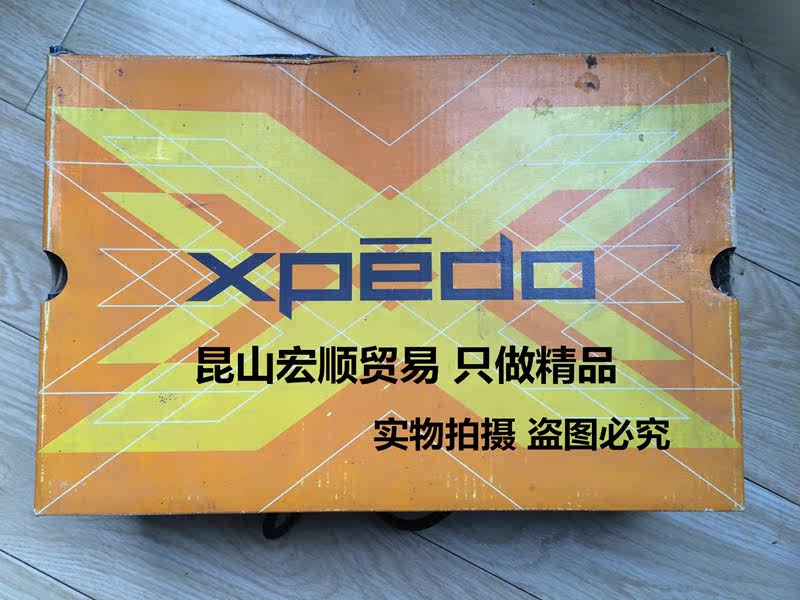 xpēdo
昆山宏顺贸易 只做精品
实物拍摄 盗图必究